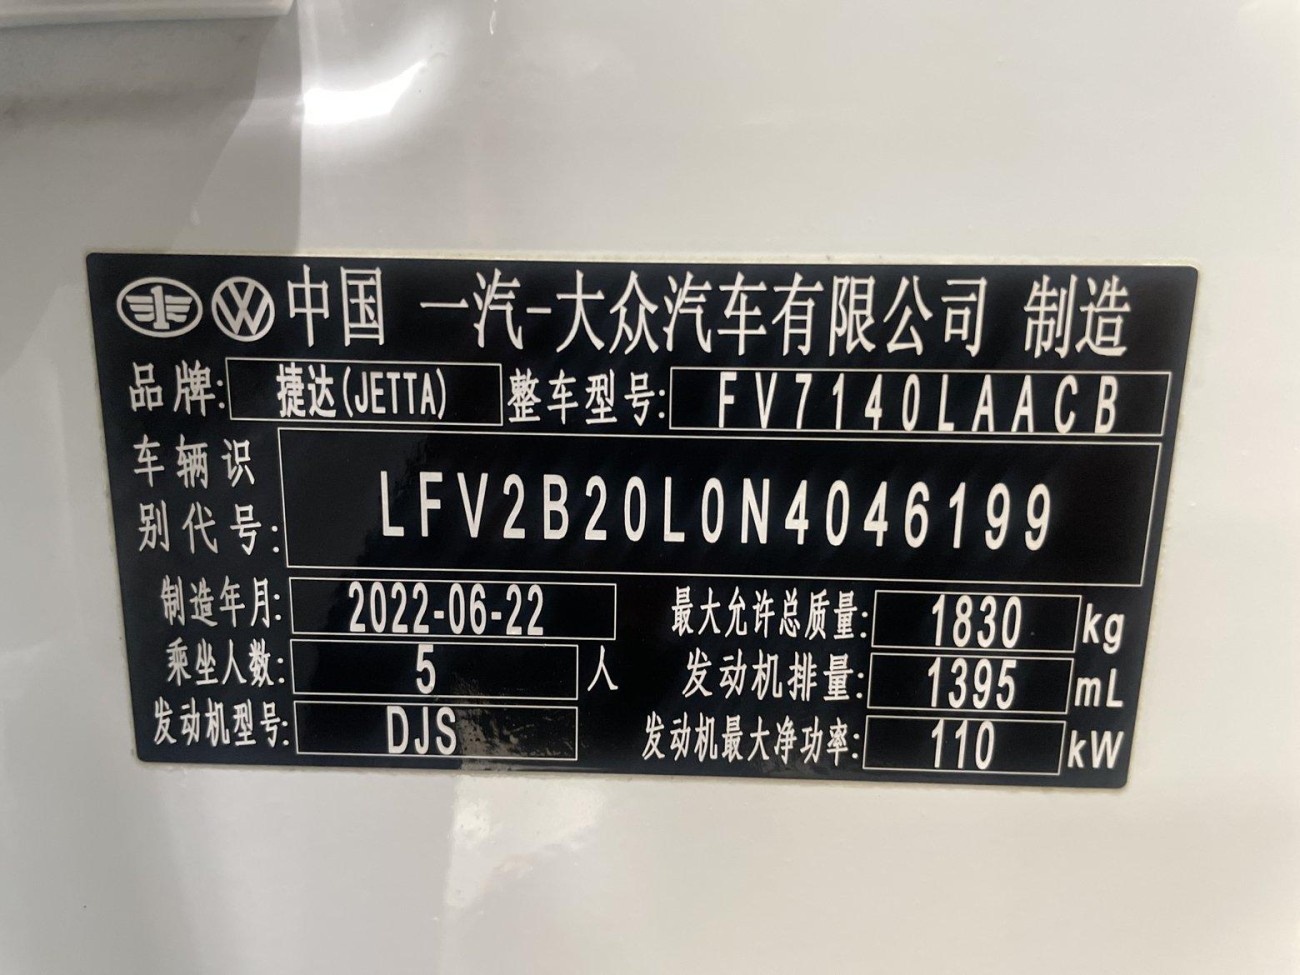 中国 一汽-大众汽车有限公司 制造
品牌: 捷达(JETTA) 整车型号: FV7140LAACB
车辆识别代号: LFV2B20L0N4046199
制造年月: 2022-06-22 最大允许总质量: 1830 kg
乘坐人数: 5 人 发动机排量: 1395 mL
发动机型号: DJS 发动机最大净功率: 110 kW